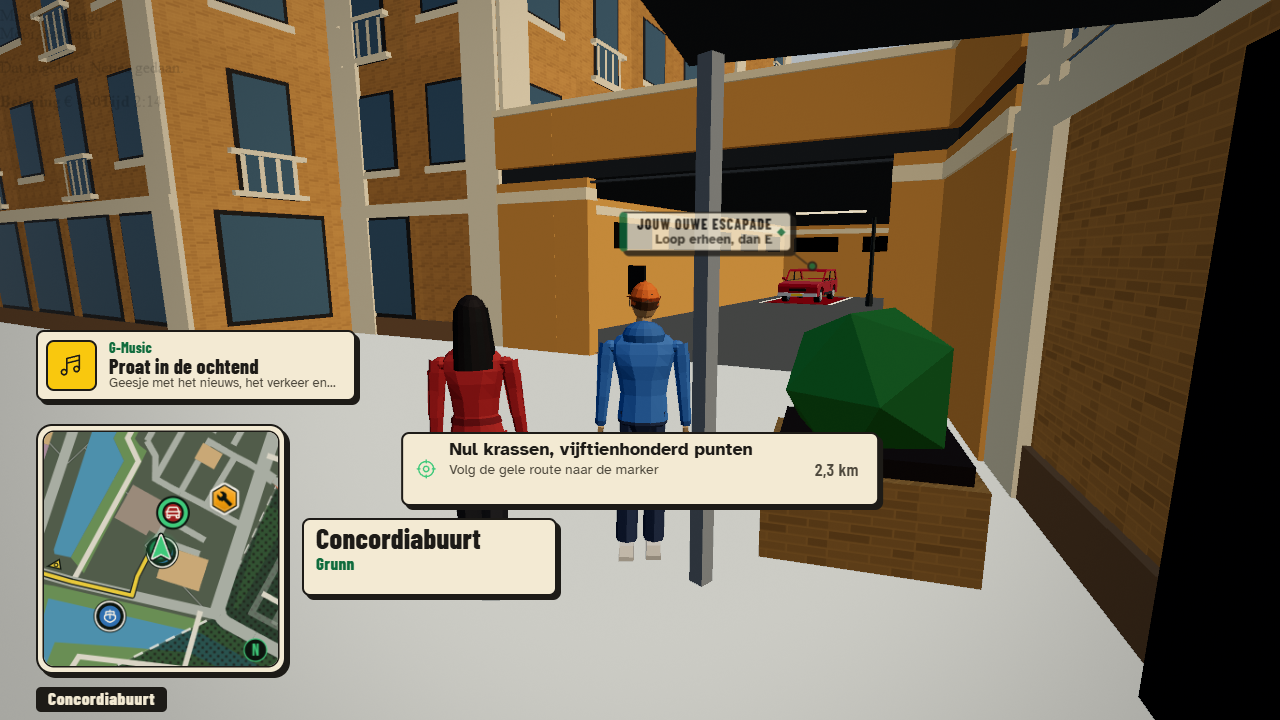 JOUW OUWE ESCAPADE
Loop erheen, dan E
G-Music
Proat in de ochtend
Geesje met het nieuws, het verkeer en...
Nul krassen, vijftienhonderd punten
Volg de gele route naar de marker
2,3 km
Concordiabuurt
Grunn
N
Concordiabuurt